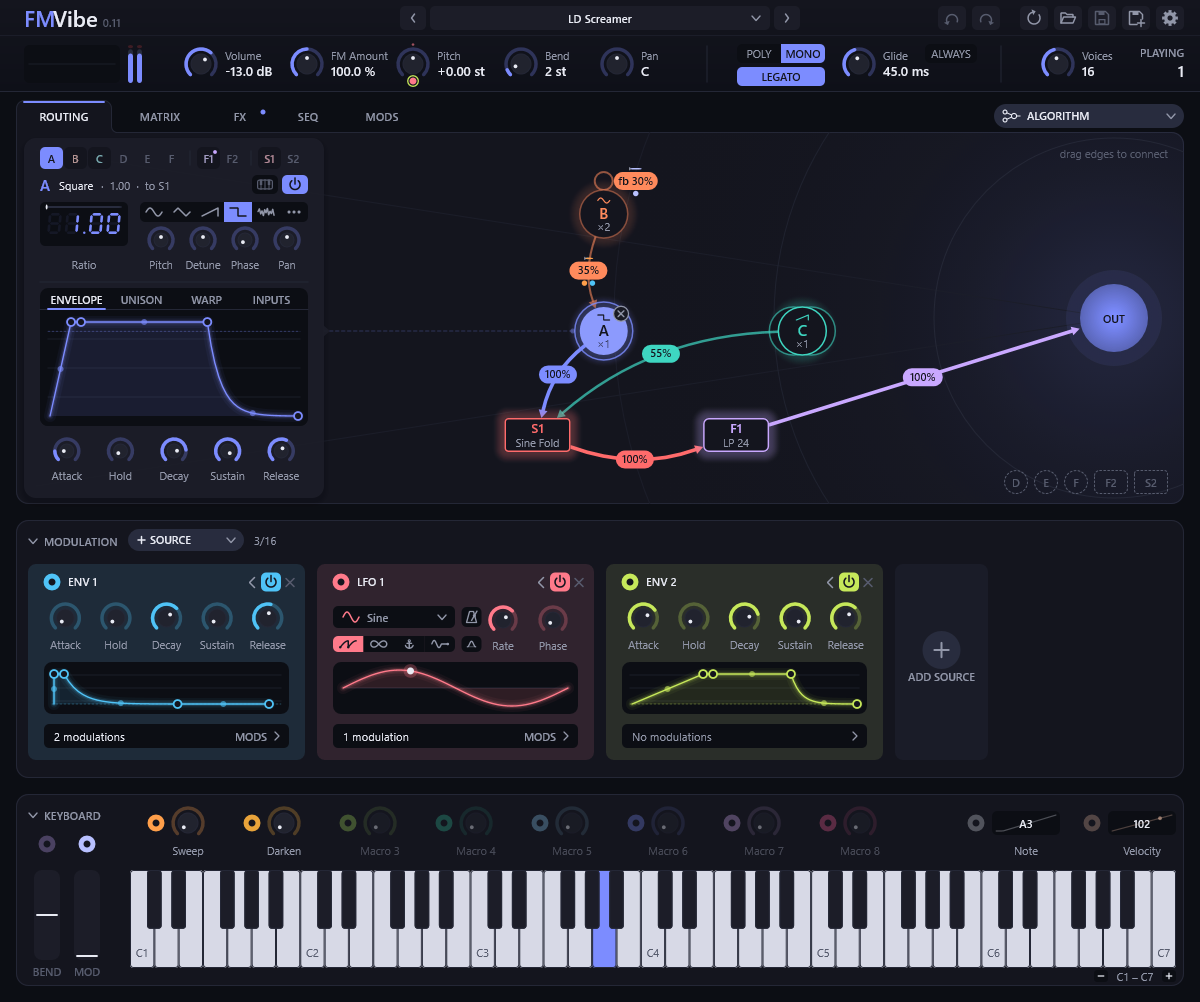 FMVibe 0.11
LD Screamer
Volume
-13.0 dB
FM Amount
100.0 %
Pitch
+0.00 st
Bend
2 st
Pan
C
POLY MONO
LEGATO
Glide
45.0 ms
ALWAYS
Voices
16
PLAYING
1
ROUTING MATRIX FX SEQ MODS
ALGORITHM
A B C D E F F1 F2 S1 S2
A Square · 1.00 · to S1
1.00
Ratio
Pitch Detune Phase Pan
ENVELOPE UNISON WARP INPUTS
Attack Hold Decay Sustain Release
drag edges to connect
fb 30%
B
×2
35%
A
×1
C
×1
55%
100%
S1
Sine Fold
100%
F1
LP 24
100%
OUT
D E F F2 S2
MODULATION + SOURCE 3/16
ENV 1
Attack Hold Decay Sustain Release
2 modulations MODS
LFO 1
Sine
Rate Phase
1 modulation MODS
ENV 2
Attack Hold Decay Sustain Release
No modulations
ADD SOURCE
KEYBOARD
Sweep Darken Macro 3 Macro 4 Macro 5 Macro 6 Macro 7 Macro 8
A3
Note
102
Velocity
BEND MOD
C1 C2 C3 C4 C5 C6 C7
− C1 – C7 +